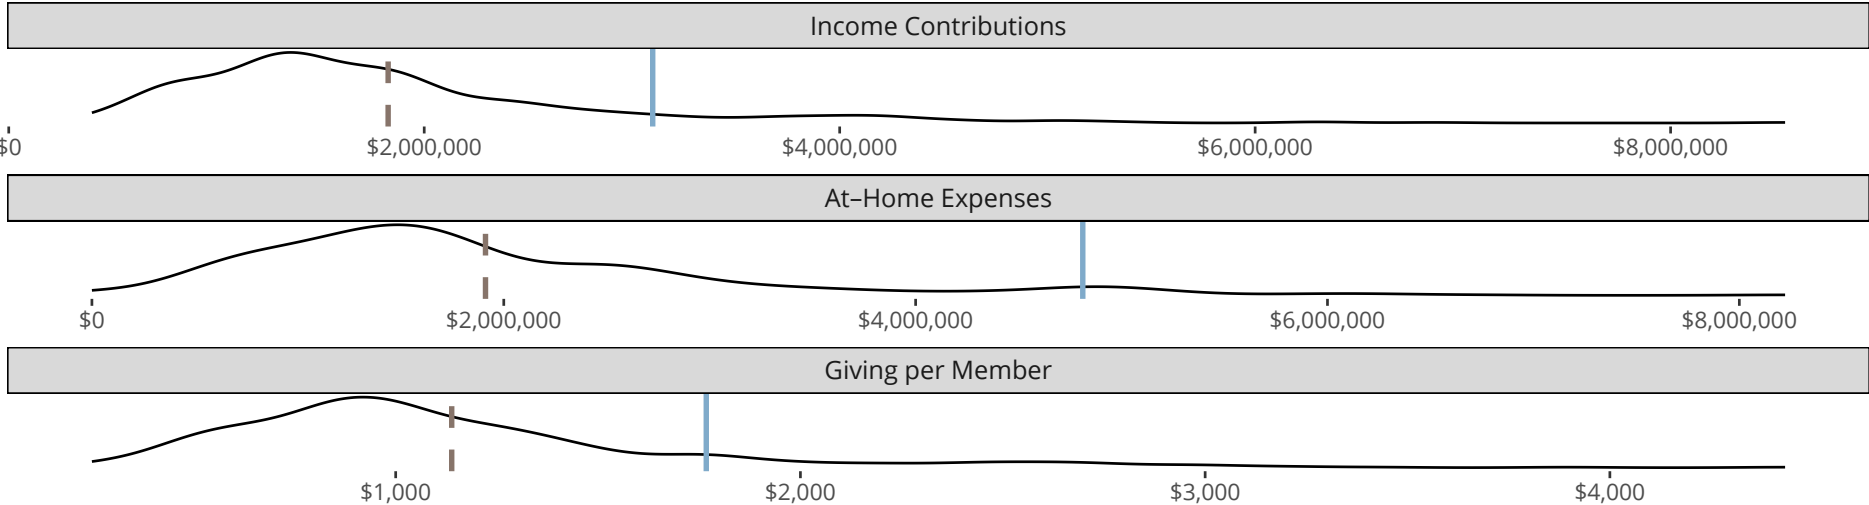 Income Contributions
$0 $2,000,000 $4,000,000 $6,000,000 $8,000,000
At–Home Expenses
$0 $2,000,000 $4,000,000 $6,000,000 $8,000,000
Giving per Member
$1,000 $2,000 $3,000 $4,000